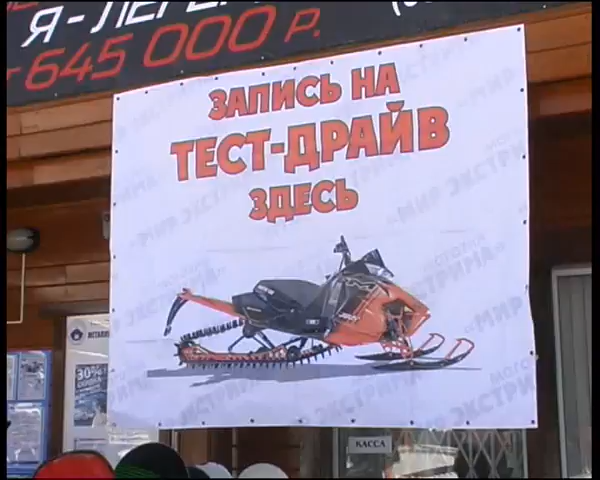 Я - ЛЕГЕН
645 000 Р.
ЗАПИСЬ НА
ТЕСТ-ДРАЙВ
ЗДЕСЬ
«МИР ЭКСТРИМА»
30%
КАССА